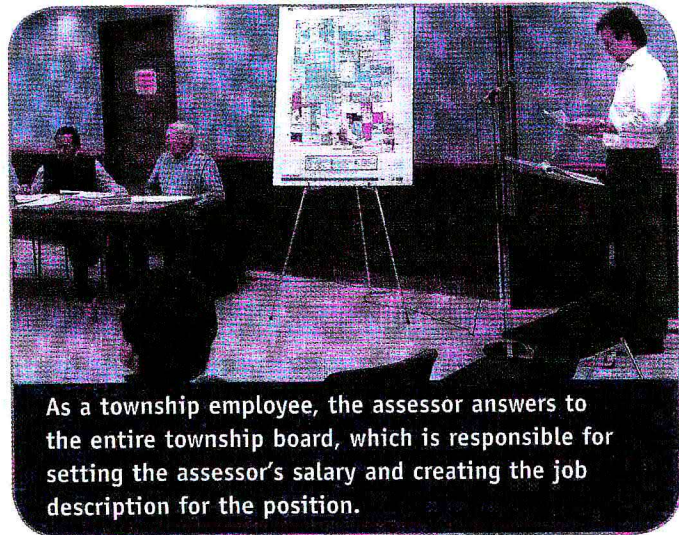 As a township employee, the assessor answers to
the entire township board, which is responsible for
setting the assessor's salary and creating the job
description for the position.